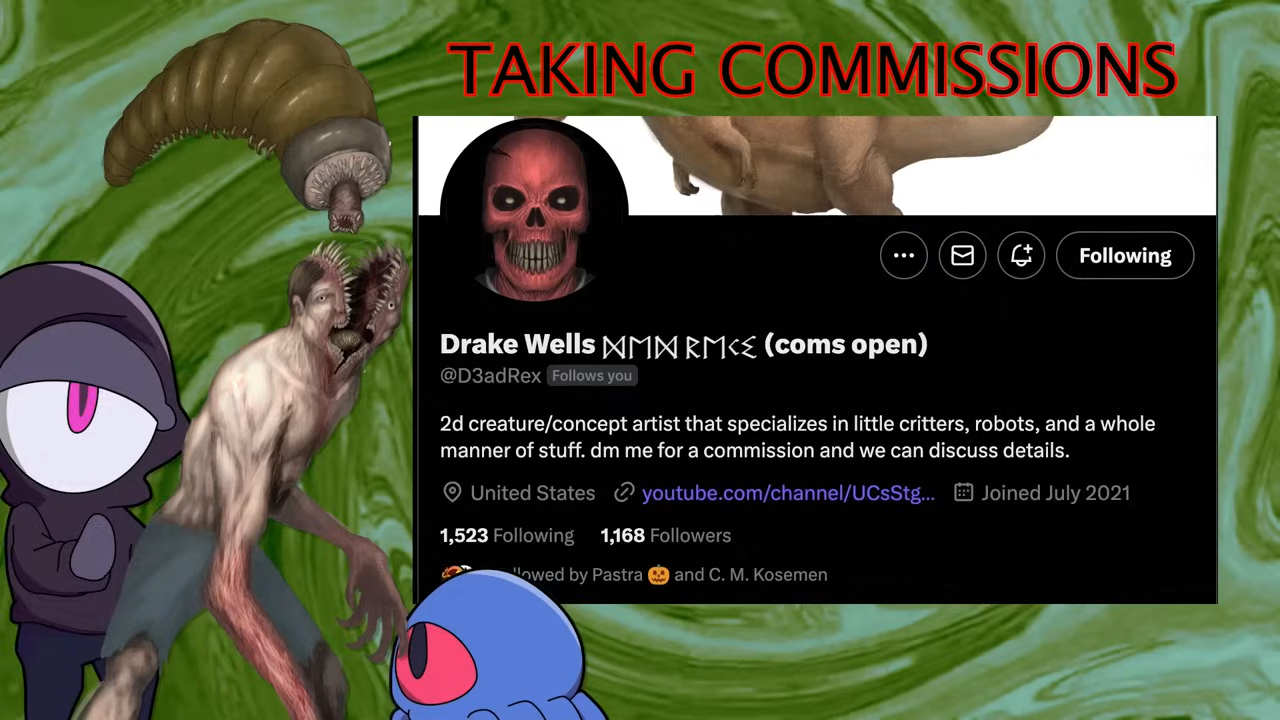 TAKING COMMISSIONS
Following
Drake Wells ᛞᛖᛞ ᚱᛖᚲᛊ (coms open)
@D3adRex Follows you
2d creature/concept artist that specializes in little critters, robots, and a whole
manner of stuff. dm me for a commission and we can discuss details.
United States youtube.com/channel/UCsStg... Joined July 2021
1,523 Following 1,168 Followers
by Pastra 🎃 and C. M. Kosemen